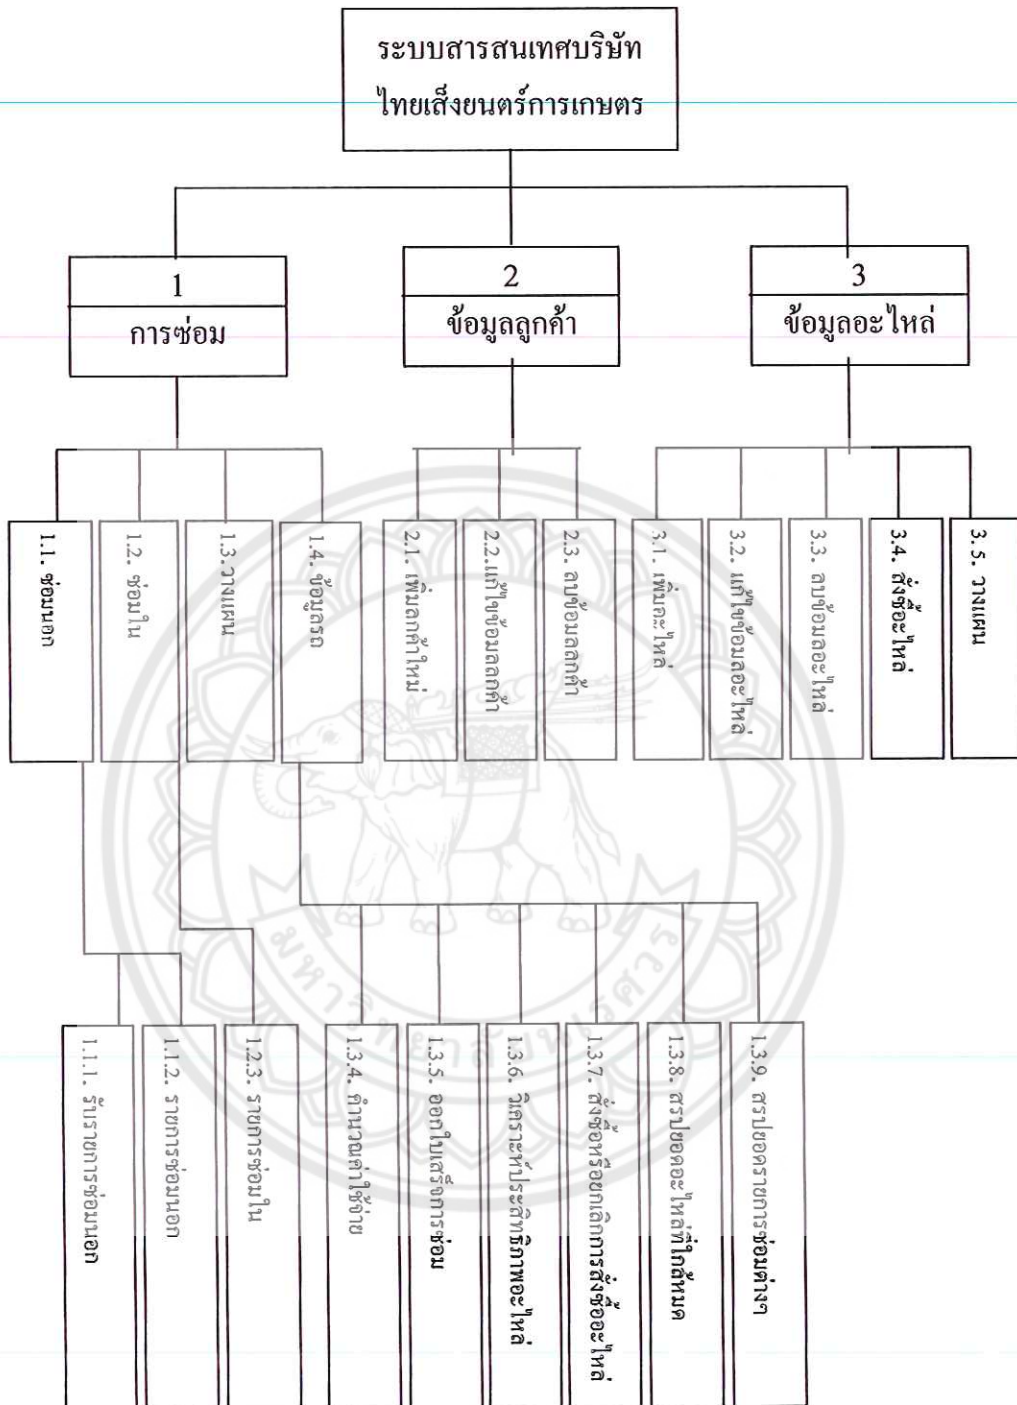 ระบบสารสนเทศบริษัท
ไทยเส็งยนตร์การเกษตร
1
การซ่อม
2
ข้อมูลลูกค้า
3
ข้อมูลอะไหล่
1.1. ซ่อมนอก
1.2. ซ่อมใน
1.3.วางแผน
1.4. ข้อมูลรถ
2.1. เพิ่มลูกค้าใหม่
2.2.แก้ไขข้อมูลลูกค้า
2.3. ลบข้อมูลลูกค้า
3.1. เพิ่มอะไหล่
3.2. แก้ไขข้อมูลอะไหล่
3.3. ลบข้อมูลอะไหล่
3.4. สั่งซื้ออะไหล่
3.5. วางแผน
1.1.1. รับรายการซ่อมนอก
1.1.2. รายการซ่อมนอก
1.2.3. รายการซ่อมใน
1.3.4. คำนวณค่าใช้จ่าย
1.3.5. ออกใบเสร็จการซ่อม
1.3.6. วิเคราะห์ประสิทธิภาพอะไหล่
1.3.7. สั่งซื้อหรือยกเลิกการสั่งซื้ออะไหล่
1.3.8. สรุปยอดอะไหล่ที่ใกล้หมด
1.3.9. สรุปยอดรายการซ่อมต่างๆ
มหาวิทยาลัยนเรศวร